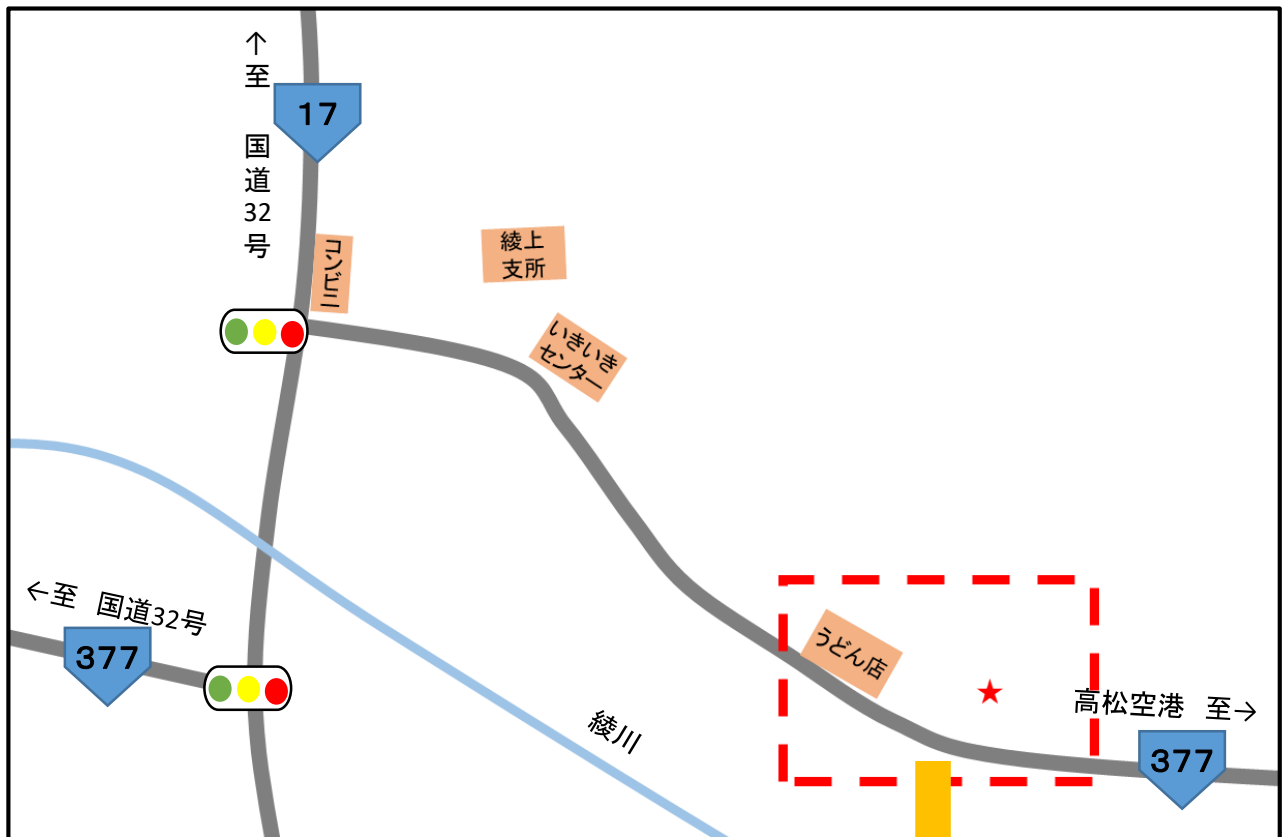 ↑至 国道32号
17
コンビニ
綾上
支所
いきいき
センター
←至 国道32号
377
うどん店
綾川
高松空港 至→
377